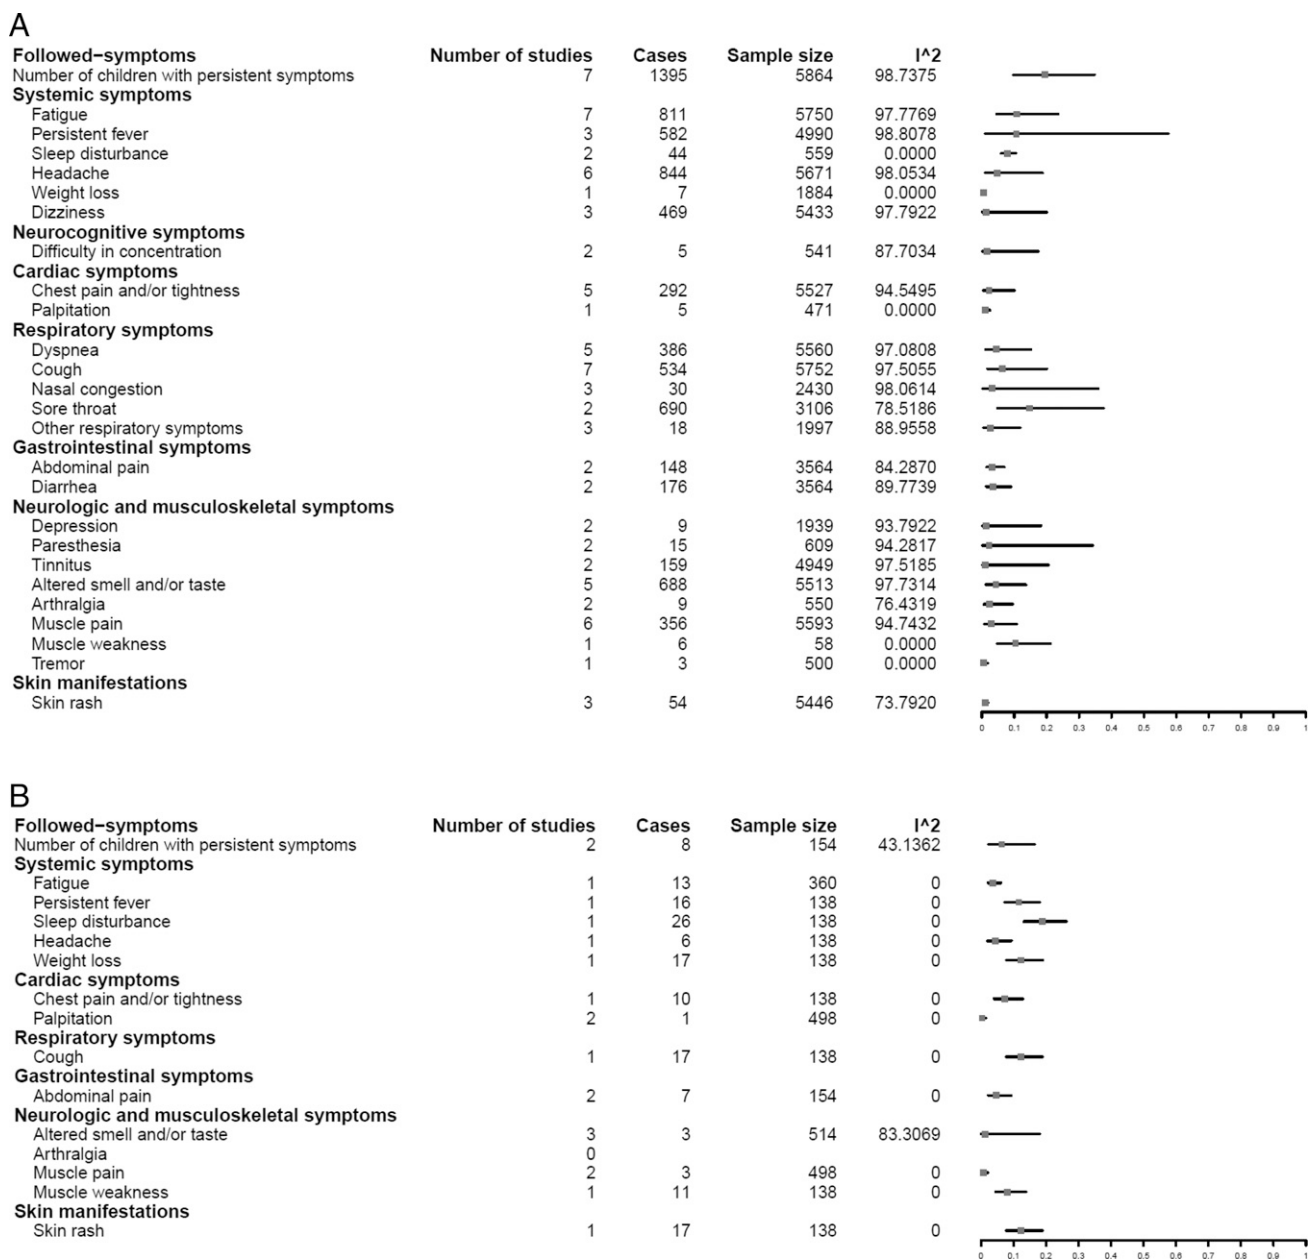 A
Followed−symptoms Number of studies Cases Sample size I^2
Number of children with persistent symptoms 7 1395 5864 98.7375
Systemic symptoms
Fatigue 7 811 5750 97.7769
Persistent fever 3 582 4990 98.8078
Sleep disturbance 2 44 559 0.0000
Headache 6 844 5671 98.0534
Weight loss 1 7 1884 0.0000
Dizziness 3 469 5433 97.7922
Neurocognitive symptoms
Difficulty in concentration 2 5 541 87.7034
Cardiac symptoms
Chest pain and/or tightness 5 292 5527 94.5495
Palpitation 1 5 471 0.0000
Respiratory symptoms
Dyspnea 5 386 5560 97.0808
Cough 7 534 5752 97.5055
Nasal congestion 3 30 2430 98.0614
Sore throat 2 690 3106 78.5186
Other respiratory symptoms 3 18 1997 88.9558
Gastrointestinal symptoms
Abdominal pain 2 148 3564 84.2870
Diarrhea 2 176 3564 89.7739
Neurologic and musculoskeletal symptoms
Depression 2 9 1939 93.7922
Paresthesia 2 15 609 94.2817
Tinnitus 2 159 4949 97.5185
Altered smell and/or taste 5 688 5513 97.7314
Arthralgia 2 9 550 76.4319
Muscle pain 6 356 5593 94.7432
Muscle weakness 1 6 58 0.0000
Tremor 1 3 500 0.0000
Skin manifestations
Skin rash 3 54 5446 73.7920
0 0.1 0.2 0.3 0.4 0.5 0.6 0.7 0.8 0.9 1
B
Followed−symptoms Number of studies Cases Sample size I^2
Number of children with persistent symptoms 2 8 154 43.1362
Systemic symptoms
Fatigue 1 13 360 0
Persistent fever 1 16 138 0
Sleep disturbance 1 26 138 0
Headache 1 6 138 0
Weight loss 1 17 138 0
Cardiac symptoms
Chest pain and/or tightness 1 10 138 0
Palpitation 2 1 498 0
Respiratory symptoms
Cough 1 17 138 0
Gastrointestinal symptoms
Abdominal pain 2 7 154 0
Neurologic and musculoskeletal symptoms
Altered smell and/or taste 3 3 514 83.3069
Arthralgia 0
Muscle pain 2 3 498 0
Muscle weakness 1 11 138 0
Skin manifestations
Skin rash 1 17 138 0
0 0.1 0.2 0.3 0.4 0.5 0.6 0.7 0.8 0.9 1